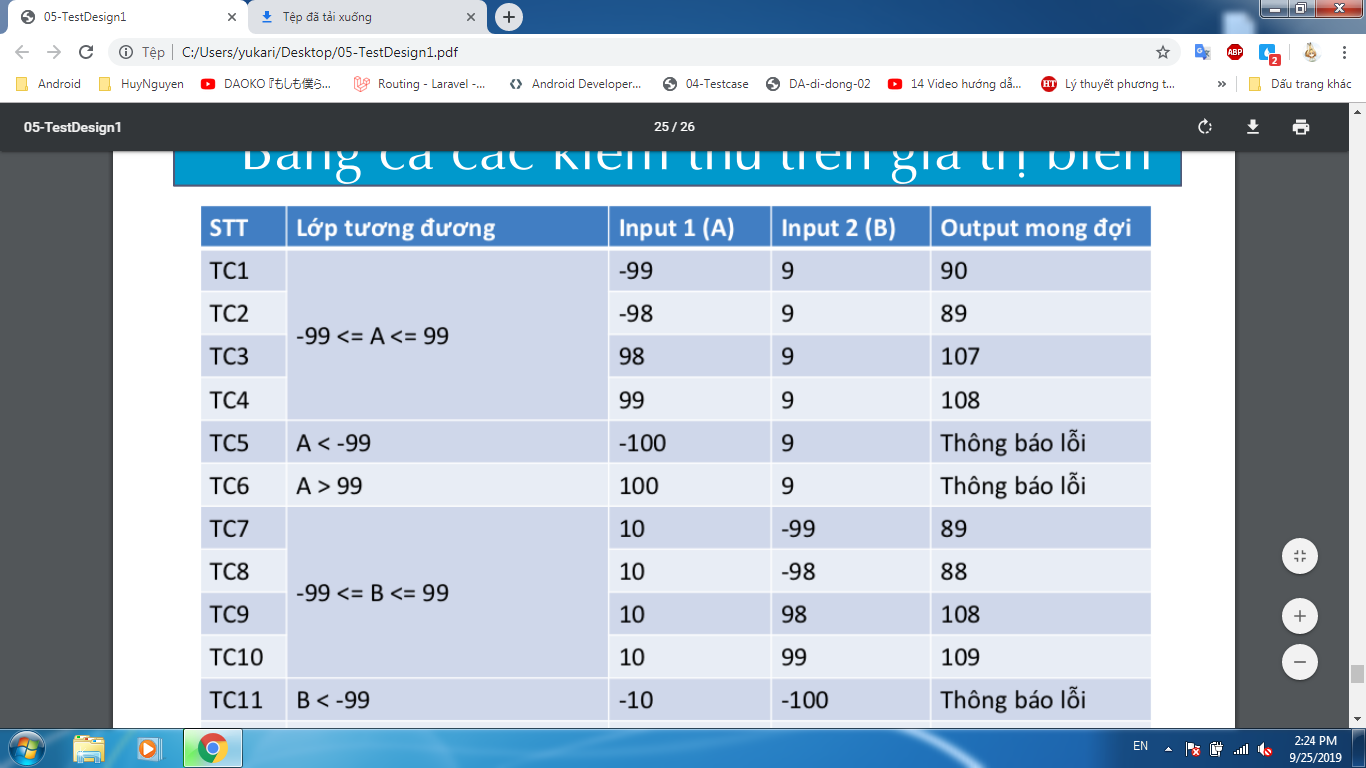 05-TestDesign1
Tệp đã tải xuống
Tệp | C:/Users/yukari/Desktop/05-TestDesign1.pdf
ABP
2
Android
HuyNguyen
DAOKO『もしも僕ら...
Routing - Laravel -...
Android Developer...
04-Testcase
DA-di-dong-02
14 Video hướng dẫ...
HT
Lý thuyết phương t...
»
Dấu trang khác
05-TestDesign1
25 / 26
Bảng ca các kiểm thử trên giá trị biên
STT Lớp tương đương Input 1 (A) Input 2 (B) Output mong đợi
TC1 -99 9 90
TC2 -98 9 89
-99 <= A <= 99
TC3 98 9 107
TC4 99 9 108
TC5 A < -99 -100 9 Thông báo lỗi
TC6 A > 99 100 9 Thông báo lỗi
TC7 10 -99 89
TC8 10 -98 88
-99 <= B <= 99
TC9 10 98 108
TC10 10 99 109
TC11 B < -99 -10 -100 Thông báo lỗi
EN
2:24 PM
9/25/2019